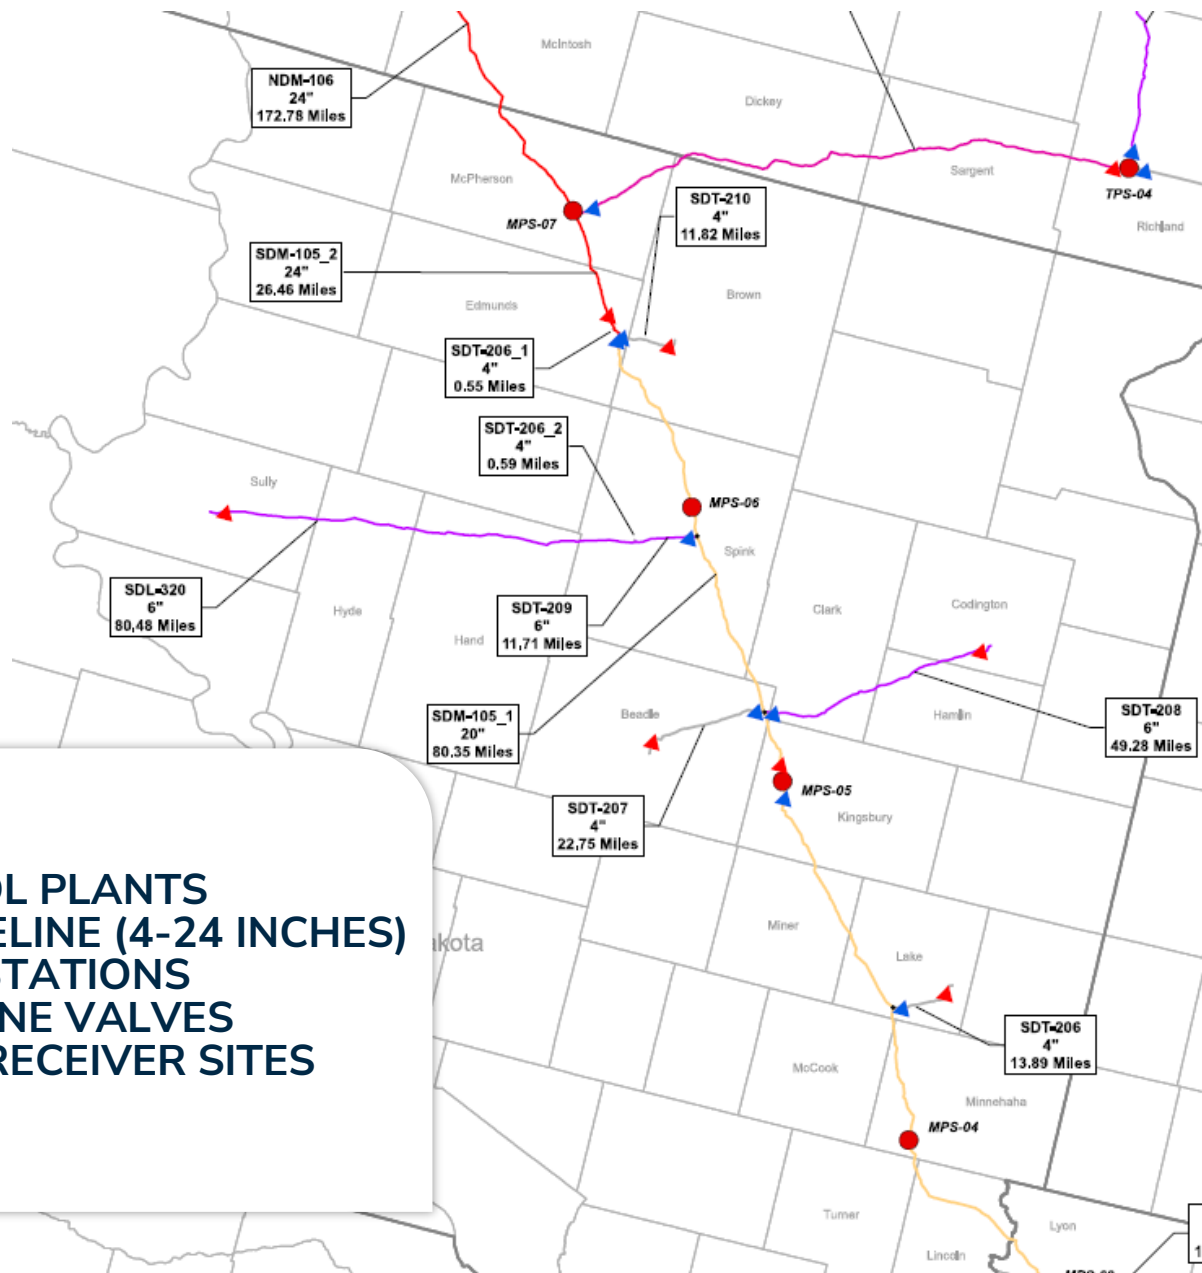 McIntosh
NDM-106
24"
172.78 Miles
Dickey
McPherson
Sargent
TPS-04
Richland
SDT-210
4"
11.82 Miles
MPS-07
SDM-105_2
24"
26.46 Miles
Brown
Edmunds
SDT-206_1
4"
0.55 Miles
SDT-206_2
4"
0.59 Miles
Sully
MPS-06
Spink
SDL-320
6"
80.48 Miles
Hyde
Hand
SDT-209
6"
11.71 Miles
Clark
Codington
SDM-105_1
20"
80.35 Miles
Beadle
Hamlin
SDT-208
6"
49.28 Miles
MPS-05
SDT-207
4"
22.75 Miles
Kingsbury
OL PLANTS
ELINE (4-24 INCHES)
STATIONS
NE VALVES
RECEIVER SITES
akota
Miner
Lake
SDT-206
4"
13.89 Miles
McCook
Minnehaha
MPS-04
Turner
Lyon
Lincoln
1